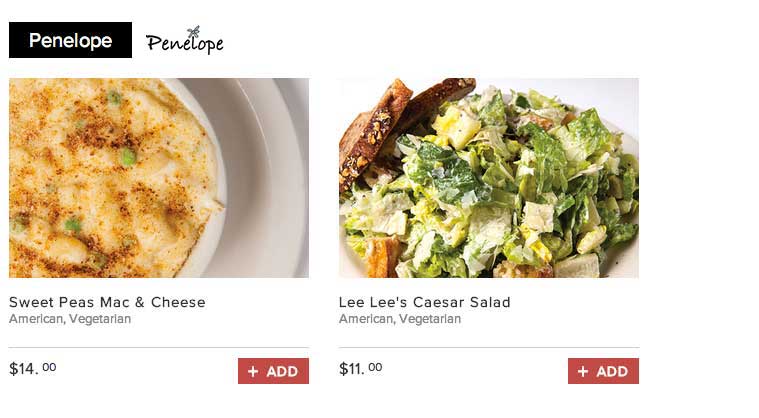 Penelope
Penelope
Sweet Peas Mac & Cheese
American, Vegetarian
$14. 00
+ ADD
Lee Lee's Caesar Salad
American, Vegetarian
$11. 00
+ ADD